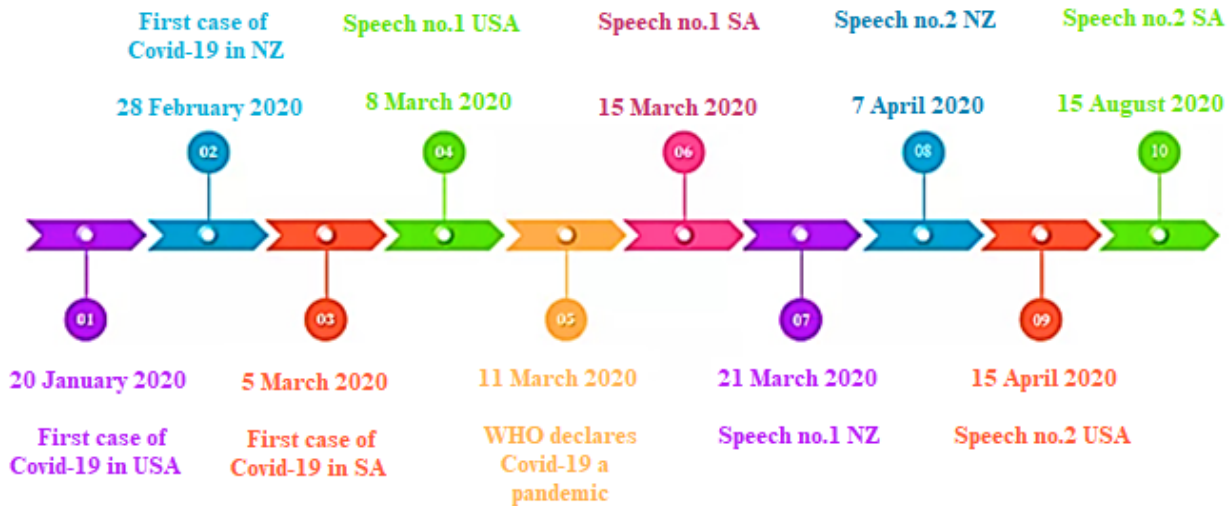 First case of
Covid-19 in NZ
28 February 2020
02
Speech no.1 USA
8 March 2020
04
Speech no.1 SA
15 March 2020
06
Speech no.2 NZ
7 April 2020
08
Speech no.2 SA
15 August 2020
10
01
20 January 2020
First case of
Covid-19 in USA
03
5 March 2020
First case of
Covid-19 in SA
05
11 March 2020
WHO declares
Covid-19 a
pandemic
07
21 March 2020
Speech no.1 NZ
09
15 April 2020
Speech no.2 USA